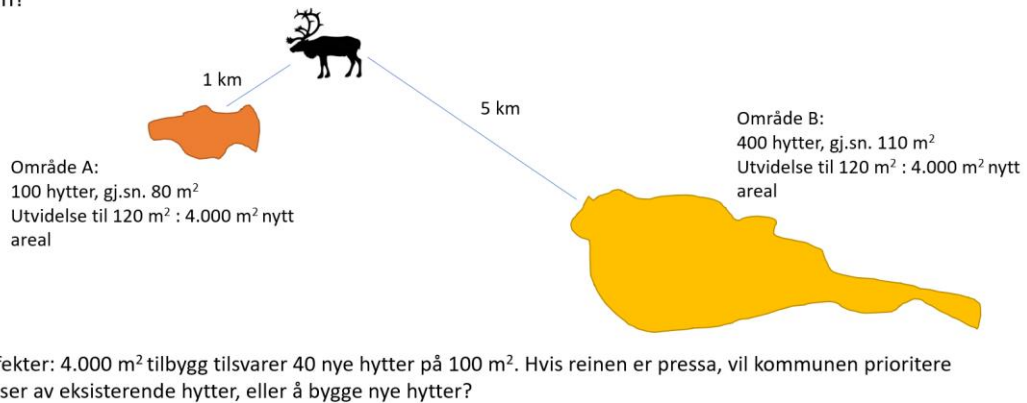 1 km
5 km
Område A:
100 hytter, gj.sn. 80 m²
Utvidelse til 120 m² : 4.000 m² nytt
areal
Område B:
400 hytter, gj.sn. 110 m²
Utvidelse til 120 m² : 4.000 m² nytt
areal
fekter: 4.000 m² tilbygg tilsvarer 40 nye hytter på 100 m². Hvis reinen er pressa, vil kommunen prioritere
ser av eksisterende hytter, eller å bygge nye hytter?